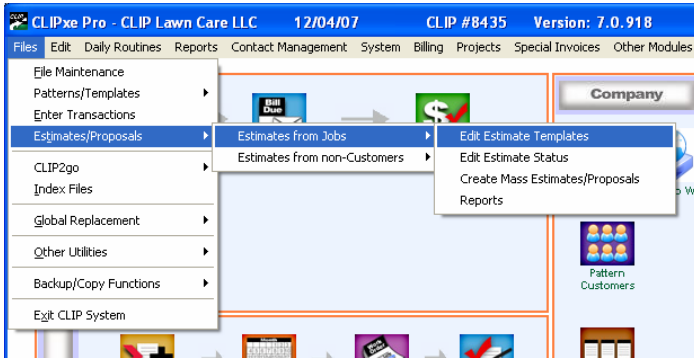 CLIPxe Pro - CLIP Lawn Care LLC 12/04/07 CLIP #8435 Version: 7.0.918
Files Edit Daily Routines Reports Contact Management System Billing Projects Special Invoices Other Modules
File Maintenance
Patterns/Templates
Enter Transactions
Estimates/Proposals
CLIP2go
Index Files
Global Replacement
Other Utilities
Backup/Copy Functions
Exit CLIP System
Estimates from Jobs
Estimates from non-Customers
Edit Estimate Templates
Edit Estimate Status
Create Mass Estimates/Proposals
Reports
Bill
Due
$
Company
Pattern
Customers
Work
Order